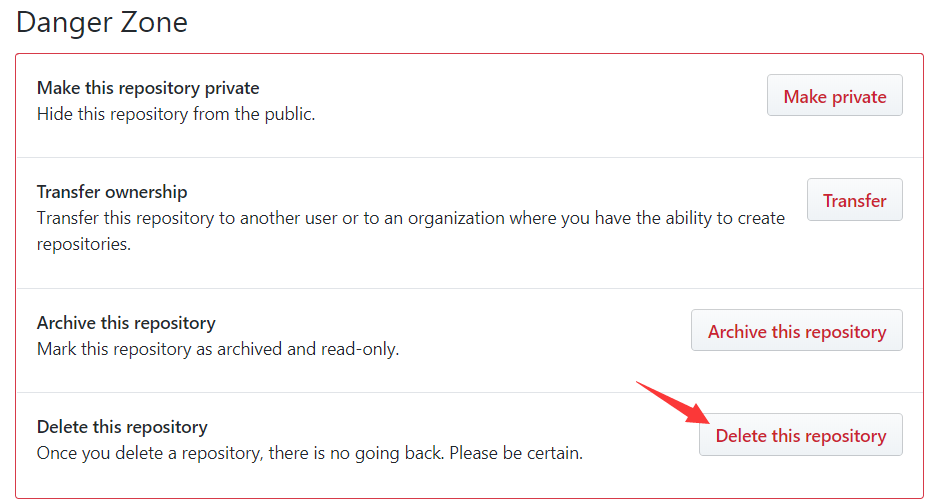 Danger Zone
Make this repository private
Hide this repository from the public.
Make private
Transfer ownership
Transfer this repository to another user or to an organization where you have the ability to create
repositories.
Transfer
Archive this repository
Mark this repository as archived and read-only.
Archive this repository
Delete this repository
Once you delete a repository, there is no going back. Please be certain.
Delete this repository